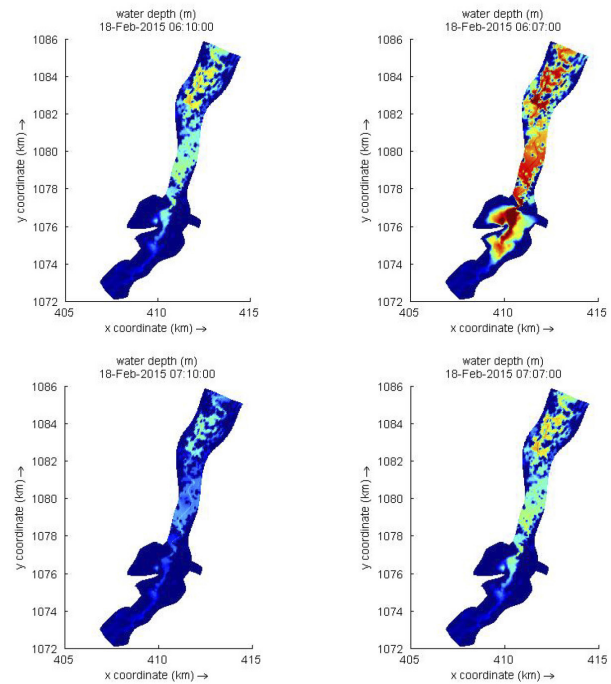 water depth (m)
18-Feb-2015 06:10:00
1086
1084
1082
1080
1078
1076
1074
1072
y coordinate (km) →
405
410
415
x coordinate (km) →
water depth (m)
18-Feb-2015 06:07:00
1086
1084
1082
1080
1078
1076
1074
1072
y coordinate (km) →
405
410
415
x coordinate (km) →
water depth (m)
18-Feb-2015 07:10:00
1086
1084
1082
1080
1078
1076
1074
1072
y coordinate (km) →
405
410
415
x coordinate (km) →
water depth (m)
18-Feb-2015 07:07:00
1086
1084
1082
1080
1078
1076
1074
1072
y coordinate (km) →
405
410
415
x coordinate (km) →